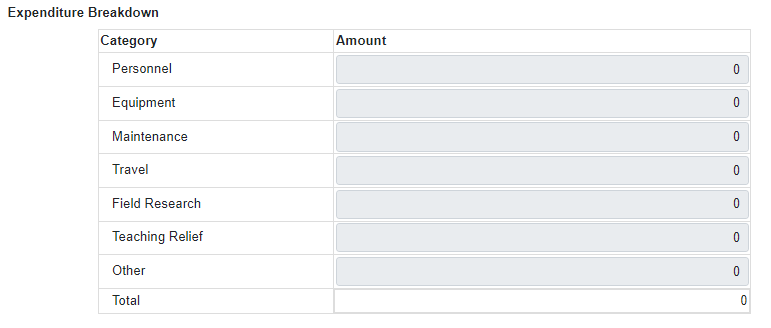 Expenditure Breakdown
Category Amount
Personnel 0
Equipment 0
Maintenance 0
Travel 0
Field Research 0
Teaching Relief 0
Other 0
Total 0